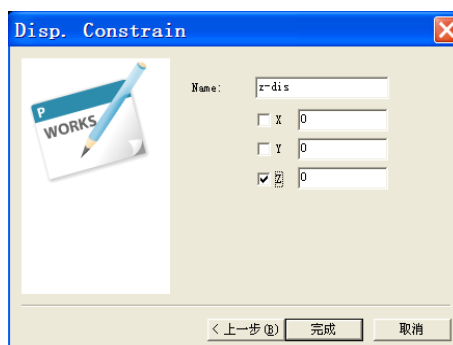 Disp. Constrain
P
WORKS
Name: z-dis
X 0
Y 0
Z 0
< 上一步(B) 完成 取消